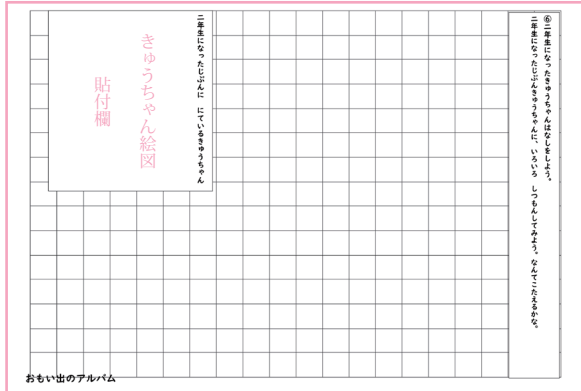 ⑥二年生になったきゅうちゃんはなしをしよう。
二年生になったじぶんきゅうちゃんに、いろいろ しつもんしてみよう。なんてこたえるかな。
二年生になったじぶんに にているきゅうちゃん
きゅうちゃん絵図
貼付欄
おもい出のアルバム